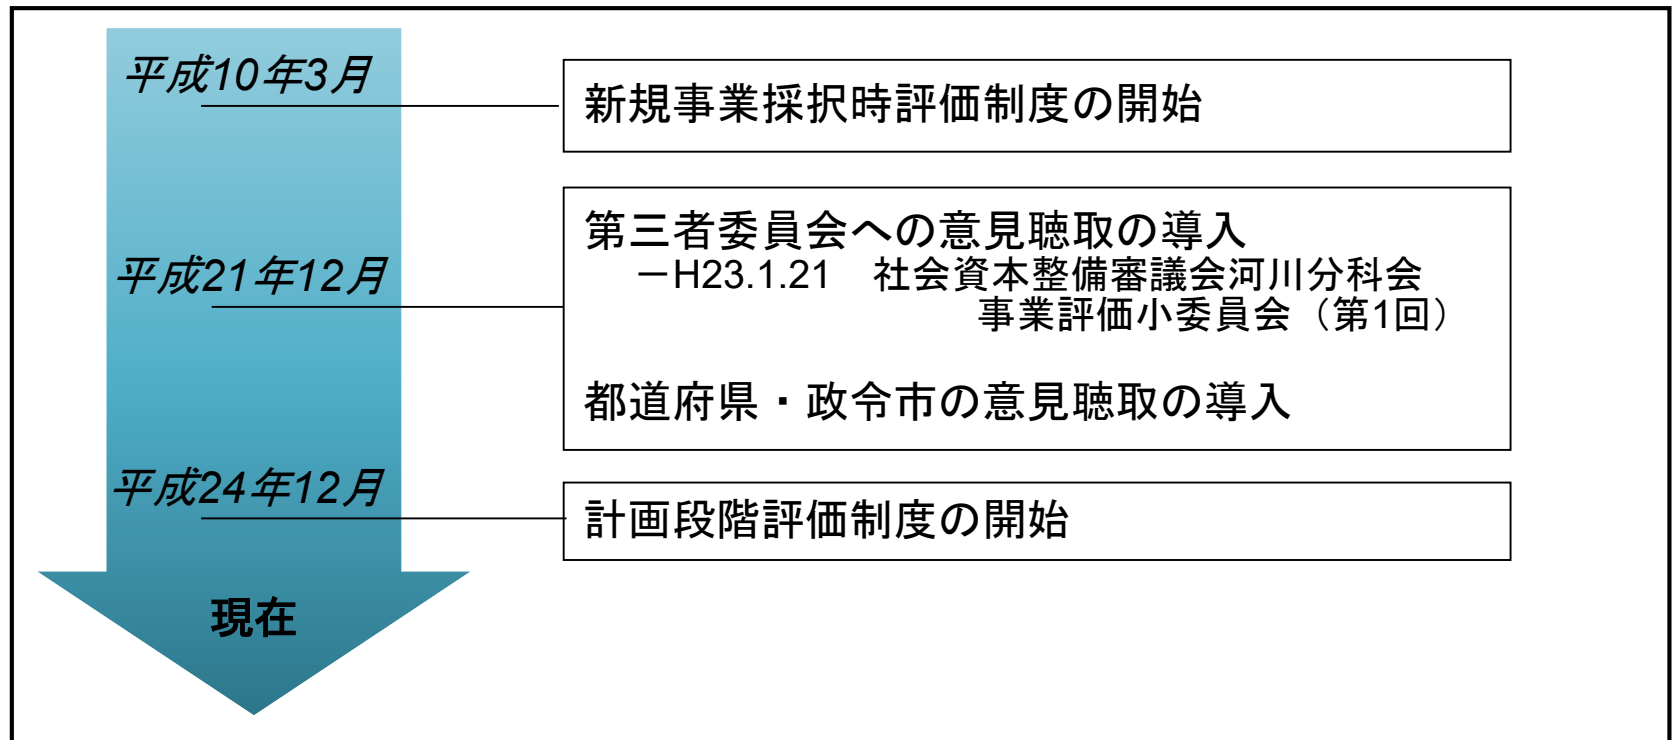 平成10年3月
新規事業採択時評価制度の開始
平成21年12月
第三者委員会への意見聴取の導入
－H23.1.21　社会資本整備審議会河川分科会
事業評価小委員会（第1回）
都道府県・政令市の意見聴取の導入
平成24年12月
計画段階評価制度の開始
現在